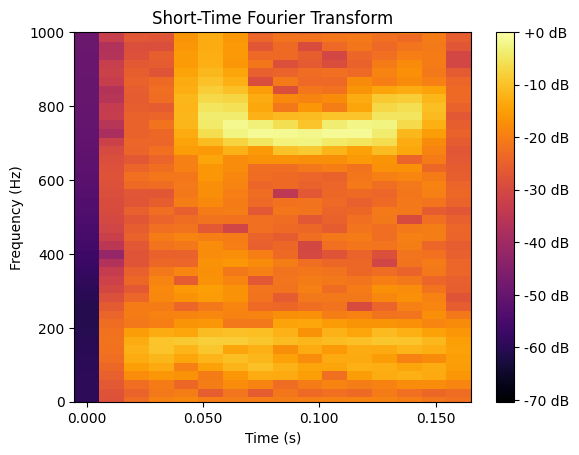 Short-Time Fourier Transform
1000
800
600
400
200
0
Frequency (Hz)
0.000
0.050
0.100
0.150
Time (s)
+0 dB
-10 dB
-20 dB
-30 dB
-40 dB
-50 dB
-60 dB
-70 dB